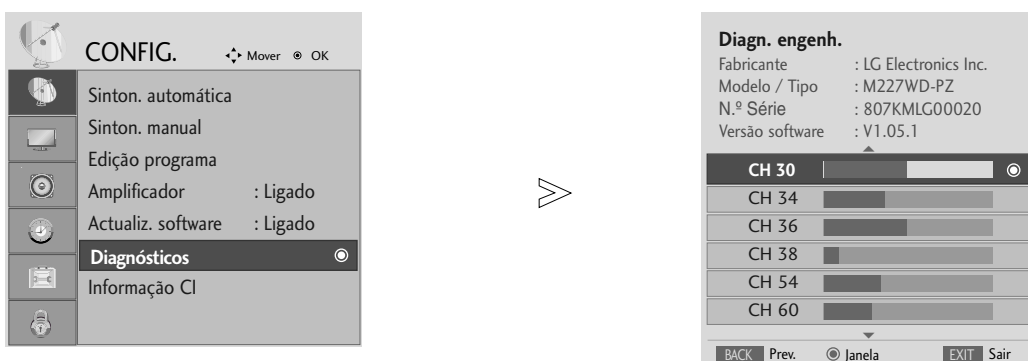 CONFIG.
Mover OK
Sinton. automática
Sinton. manual
Edição programa
Amplificador : Ligado
Actualiz. software : Ligado
Diagnósticos
Informação CI
Diagn. engenh.
Fabricante : LG Electronics Inc.
Modelo / Tipo : M227WD-PZ
N.º Série : 807KMLG00020
Versão software : V1.05.1
CH 30
CH 34
CH 36
CH 38
CH 54
CH 60
BACK Prev. Janela EXIT Sair